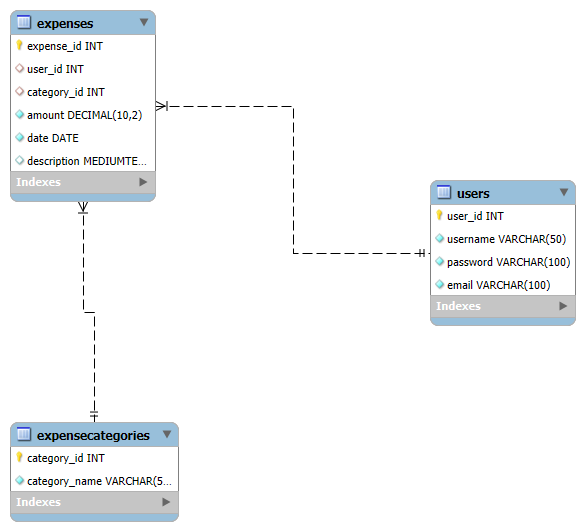 expenses
expense_id INT
user_id INT
category_id INT
amount DECIMAL(10,2)
date DATE
description MEDIUMTE...
Indexes
users
user_id INT
username VARCHAR(50)
password VARCHAR(100)
email VARCHAR(100)
Indexes
expensecategories
category_id INT
category_name VARCHAR(5...
Indexes